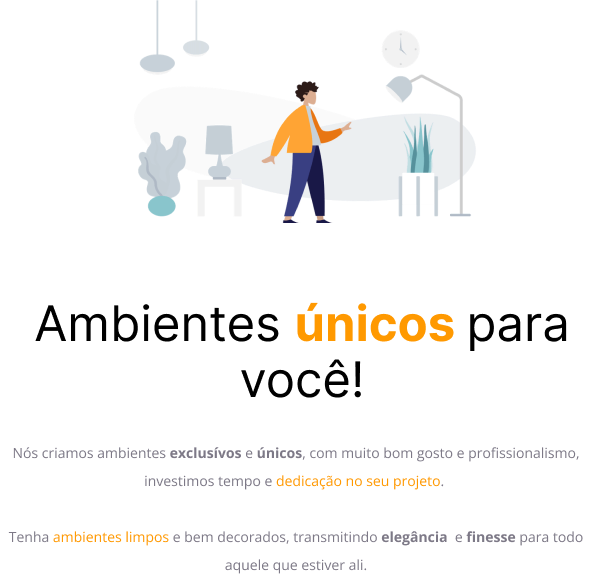 Ambientes únicos para
você!
Nós criamos ambientes exclusívos e únicos, com muito bom gosto e profissionalismo,
investimos tempo e dedicação no seu projeto.
Tenha ambientes limpos e bem decorados, transmitindo elegância e finesse para todo
aquele que estiver ali.